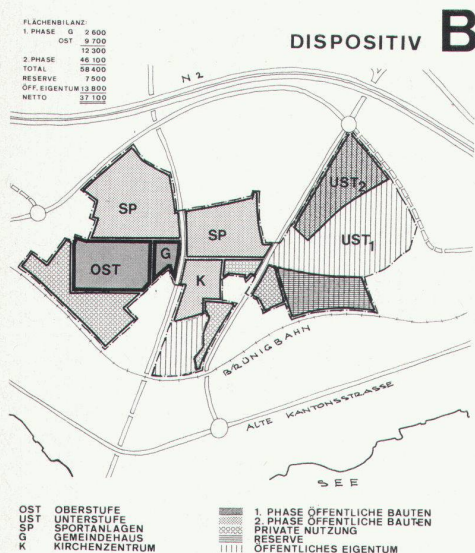 FLÄCHENBILANZ:
1. PHASE G 2 600
OST 9 700
12 300
2. PHASE 46 100
TOTAL 58 400
RESERVE 7 500
ÖFF. EIGENTUM 13 800
NETTO 37 100
DISPOSITIV B
N 2
SP
SP
UST2
UST1
OST
G
K
BRÜNIGBAHN
ALTE KANTONSSTRASSE
SEE
OST OBERSTUFE
UST UNTERSTUFE
SP SPORTANLAGEN
G GEMEINDEHAUS
K KIRCHENZENTRUM
1. PHASE ÖFFENTLICHE BAUTEN
2. PHASE ÖFFENTLICHE BAUTEN
PRIVATE NUTZUNG
RESERVE
ÖFFENTLICHES EIGENTUM